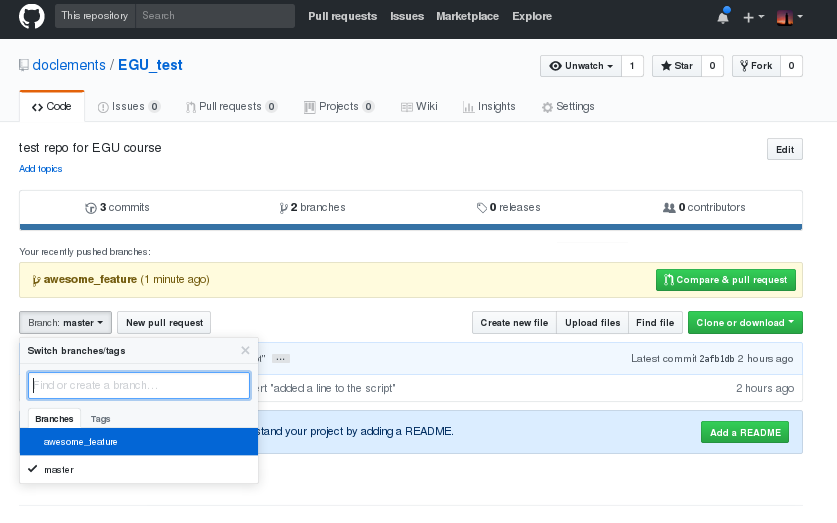 This repository Search Pull requests Issues Marketplace Explore
doclements / EGU_test Unwatch 1 Star 0 Fork 0
Code Issues 0 Pull requests 0 Projects 0 Wiki Insights Settings
test repo for EGU course Edit
Add topics
3 commits 2 branches 0 releases 0 contributors
Your recently pushed branches:
awesome_feature (1 minute ago) Compare & pull request
Branch: master New pull request Create new file Upload files Find file Clone or download
Switch branches/tags
Latest commit 2afb1db 2 hours ago
Find or create a branch…
"added a line to the script" 2 hours ago
Branches Tags
your project by adding a README. Add a README
awesome_feature
master